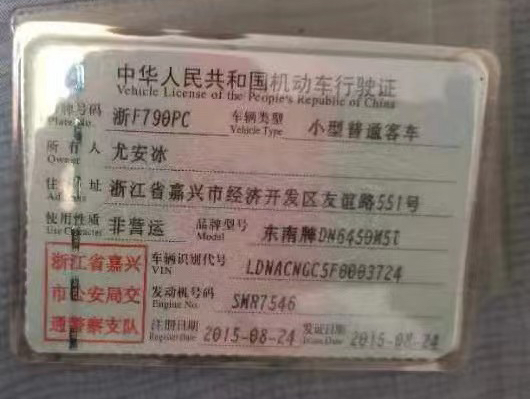 中华人民共和国机动车行驶证
Vehicle License of the People's Republic of China
号牌号码 浙F790PC 车辆类型 小型普通客车
Plate No. Vehicle Type
所有人 尤安冰
Owner
住址 浙江省嘉兴市经济开发区友谊路551号
Address
使用性质 非营运 品牌型号 东南牌DN6450M5T
Use Character Model
浙江省嘉兴 车辆识别代号 LDNACNGC5F0003724
VIN
市公安局交 发动机号码 SWR7546
Engine No.
通警察支队 注册日期 2015-08-24 发证日期 2015-08-24
Register Date Issue Date